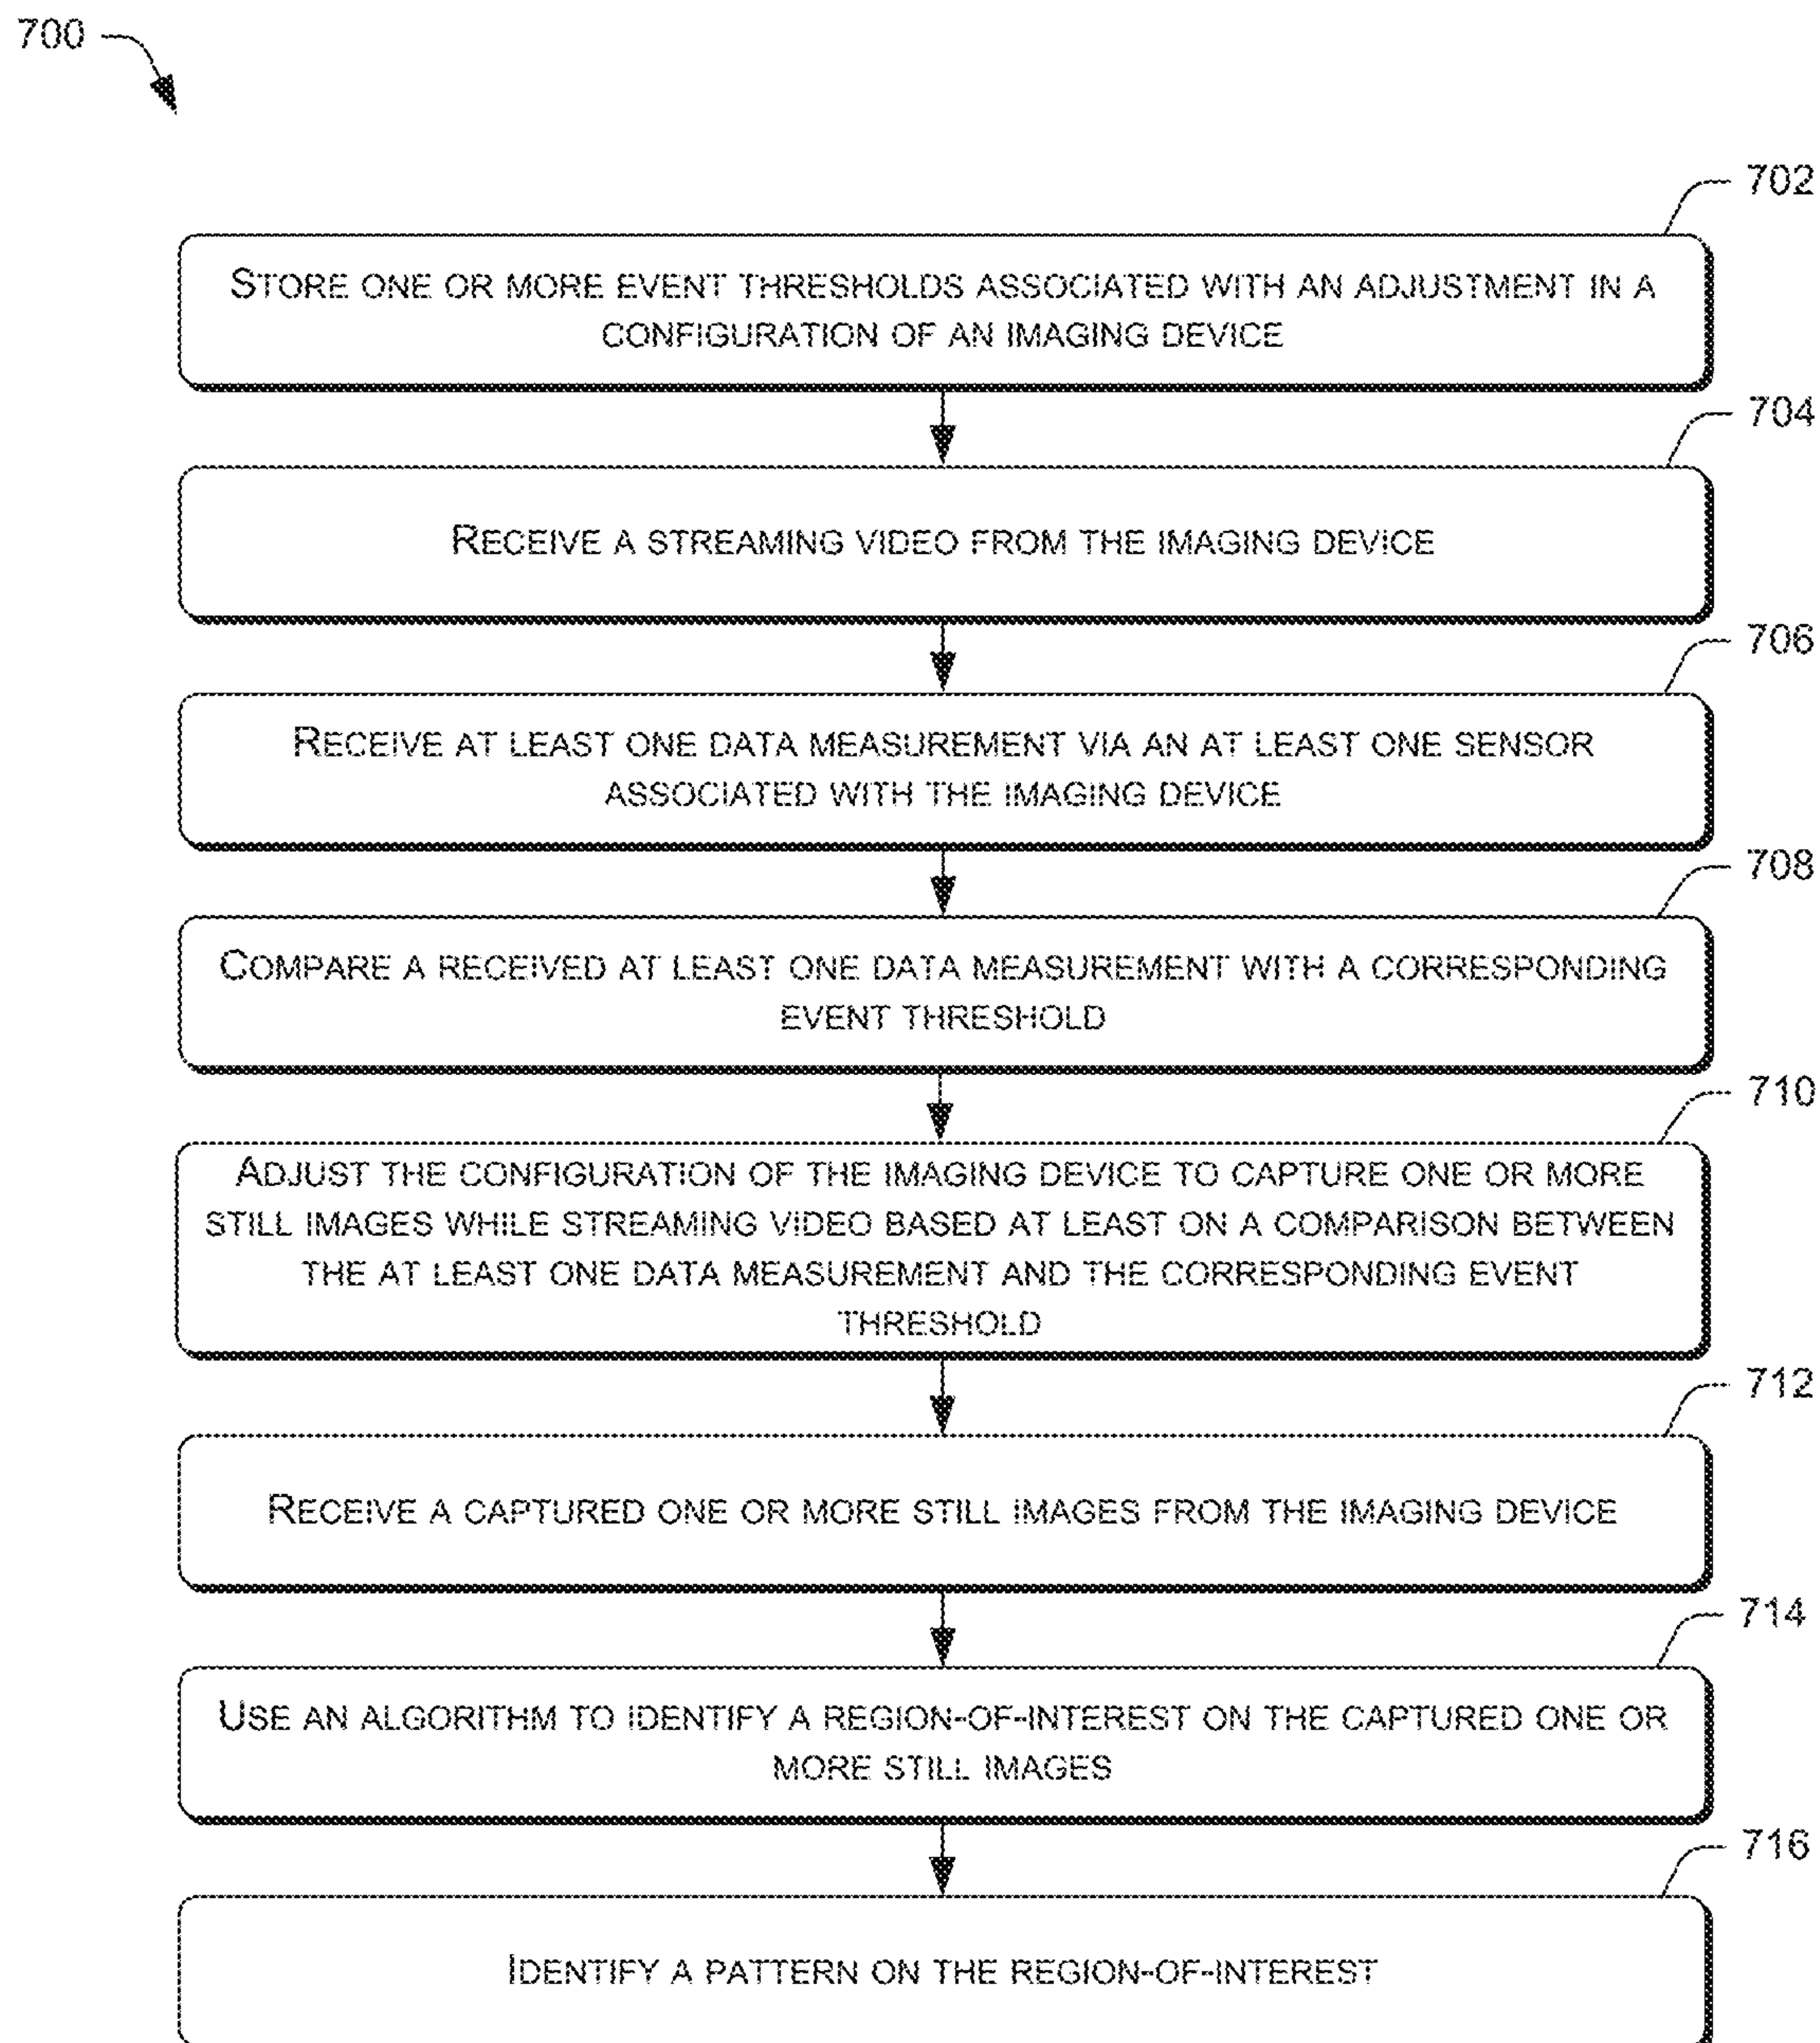 700
702
STORE ONE OR MORE EVENT THRESHOLDS ASSOCIATED WITH AN ADJUSTMENT IN A
CONFIGURATION OF AN IMAGING DEVICE
704
RECEIVE A STREAMING VIDEO FROM THE IMAGING DEVICE
706
RECEIVE AT LEAST ONE DATA MEASUREMENT VIA AN AT LEAST ONE SENSOR
ASSOCIATED WITH THE IMAGING DEVICE
708
COMPARE A RECEIVED AT LEAST ONE DATA MEASUREMENT WITH A CORRESPONDING
EVENT THRESHOLD
710
ADJUST THE CONFIGURATION OF THE IMAGING DEVICE TO CAPTURE ONE OR MORE
STILL IMAGES WHILE STREAMING VIDEO BASED AT LEAST ON A COMPARISON BETWEEN
THE AT LEAST ONE DATA MEASUREMENT AND THE CORRESPONDING EVENT
THRESHOLD
712
RECEIVE A CAPTURED ONE OR MORE STILL IMAGES FROM THE IMAGING DEVICE
714
USE AN ALGORITHM TO IDENTIFY A REGION-OF-INTEREST ON THE CAPTURED ONE OR
MORE STILL IMAGES
716
IDENTIFY A PATTERN ON THE REGION-OF-INTEREST